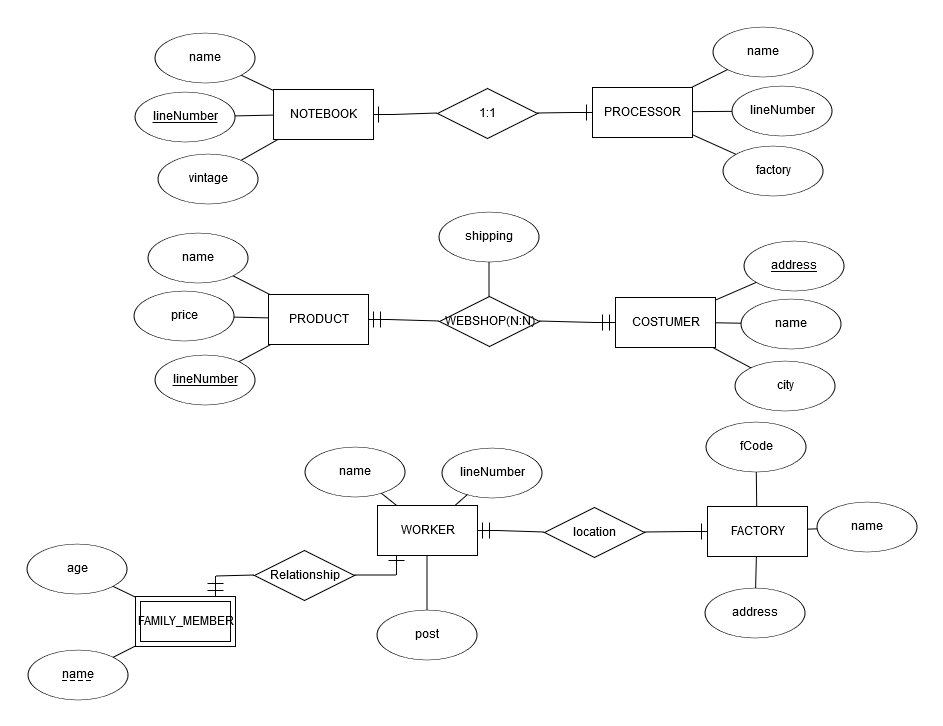 name
name
lineNumber
NOTEBOOK
1:1
PROCESSOR
lineNumber
vintage
factory
shipping
name
address
price
PRODUCT
WEBSHOP(N:N)
COSTUMER
name
lineNumber
city
fCode
name
lineNumber
WORKER
location
FACTORY
name
age
Relationship
FAMILY_MEMBER
address
post
name